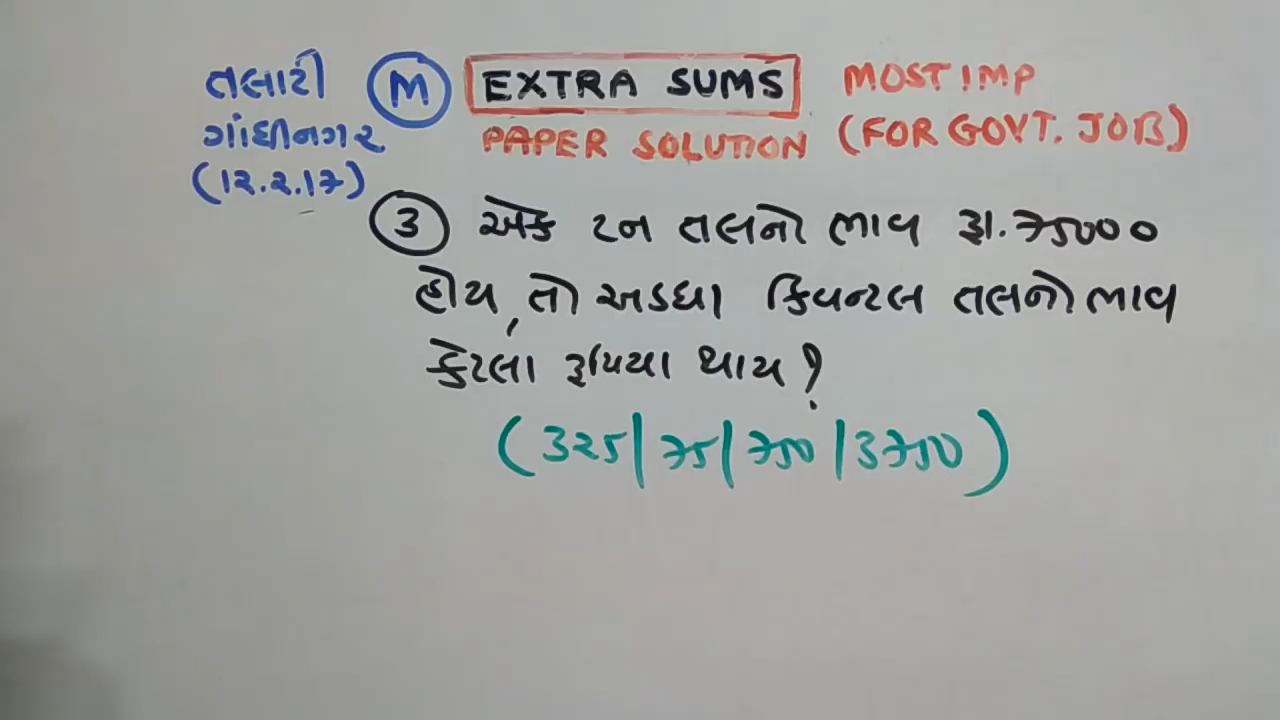 તલાટી M EXTRA SUMS MOST IMP
ગાંધીનગર PAPER SOLUTION (FOR GOVT. JOB)
(૧૨.૨.૧૭)
૩ એક ટન તલનો ભાવ રૂા. ૭૫૦૦૦
હોય, તો અડધા કિવન્ટલ તલનો ભાવ
કેટલા રૂપિયા થાય?
(૩૨૫|૭૫|૭૫૦|૩૭૫૦)